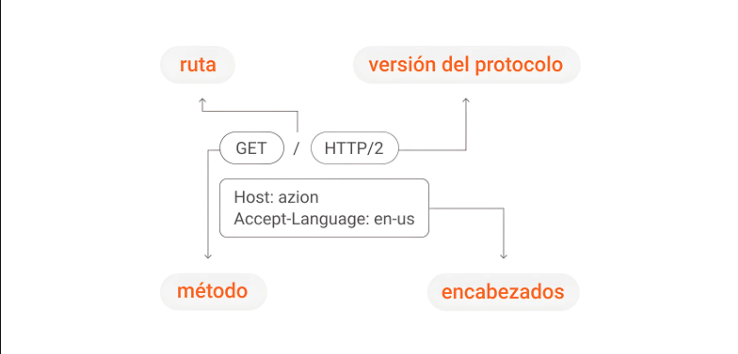 ruta
versión del protocolo
GET / HTTP/2
Host: azion
Accept-Language: en-us
método
encabezados